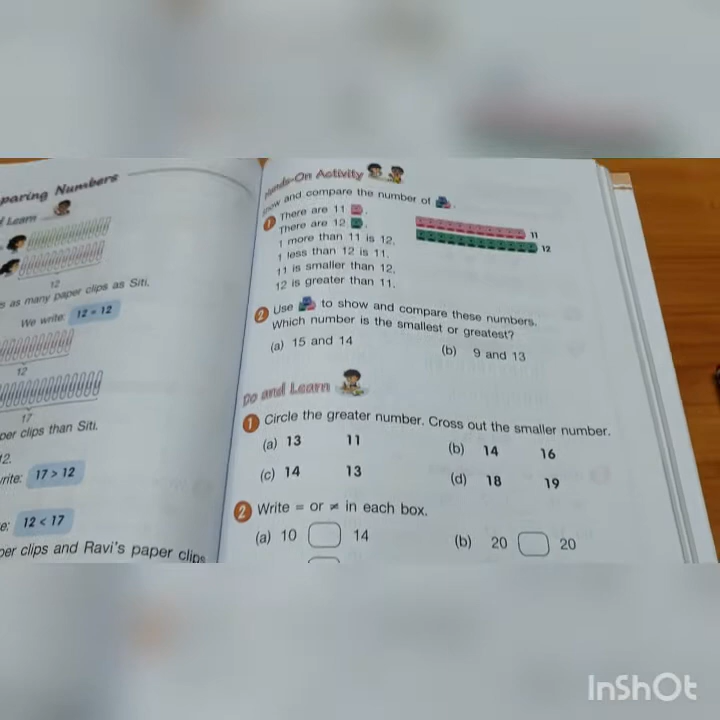 paring Numbers
Learn
12
s as many paper clips as Siti.
We write: 12 = 12
12
17
per clips than Siti.
12.
rite: 17 > 12
e: 12 < 17
per clips and Ravi's paper clips
Hands-On Activity
and compare the number of
1 There are 11
There are 12
1 more than 11 is 12.
1 less than 12 is 11.
11 is smaller than 12.
12 is greater than 11.
11
12
2 Use to show and compare these numbers.
Which number is the smallest or greatest?
(a) 15 and 14 (b) 9 and 13
Do and Learn
1 Circle the greater number. Cross out the smaller number.
(a) 13 11 (b) 14 16
(c) 14 13 (d) 18 19
2 Write = or ≠ in each box.
(a) 10 14 (b) 20 20
InShOt